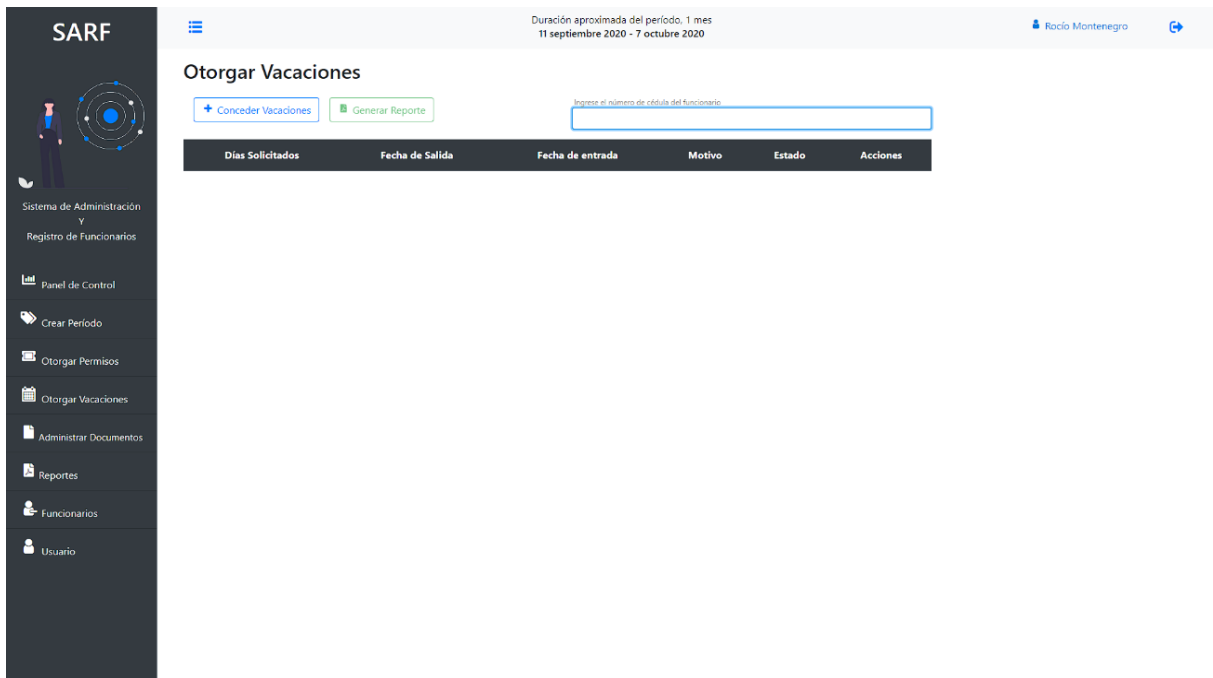 SARF
Duración aproximada del período, 1 mes
11 septiembre 2020 - 7 octubre 2020
Rocío Montenegro
Otorgar Vacaciones
Conceder Vacaciones
Generar Reporte
Ingrese el número de cédula del funcionario
Días Solicitados Fecha de Salida Fecha de entrada Motivo Estado Acciones
Sistema de Administración
Y
Registro de Funcionarios
Panel de Control
Crear Período
Otorgar Permisos
Otorgar Vacaciones
Administrar Documentos
Reportes
Funcionarios
Usuario